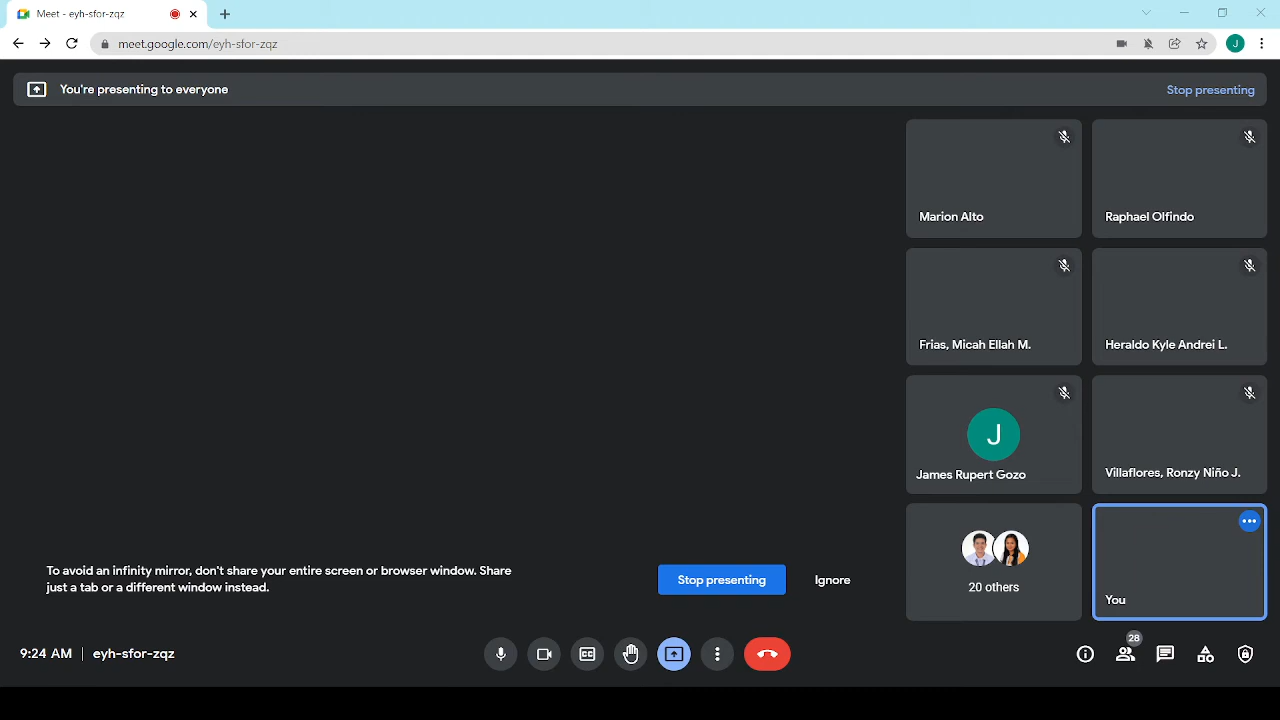 Meet - eyh-sfor-zqz
meet.google.com/eyh-sfor-zqz
J
You're presenting to everyone
Stop presenting
Marion Alto
Raphael Olfindo
Frias, Micah Ellah M.
Heraldo Kyle Andrei L.
J
James Rupert Gozo
Villaflores, Ronzy Niño J.
20 others
You
To avoid an infinity mirror, don't share your entire screen or browser window. Share
just a tab or a different window instead.
Stop presenting
Ignore
9:24 AM
eyh-sfor-zqz
CC
28